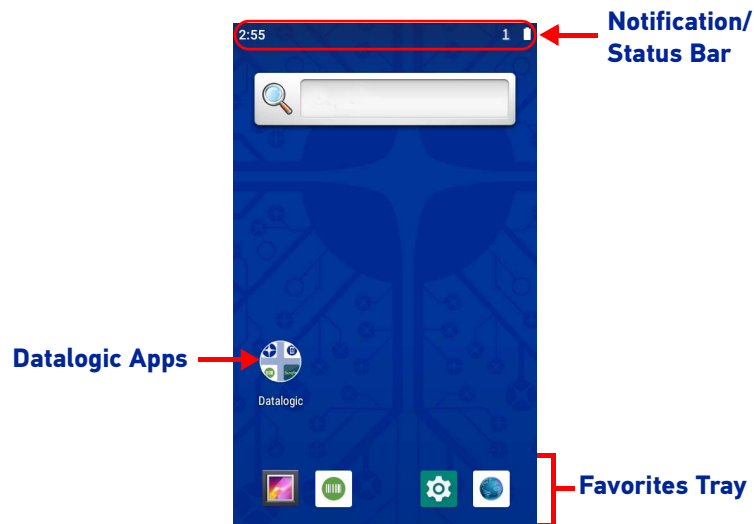 2:55
1
Notification/
Status Bar
Datalogic Apps
Datalogic
Favorites Tray